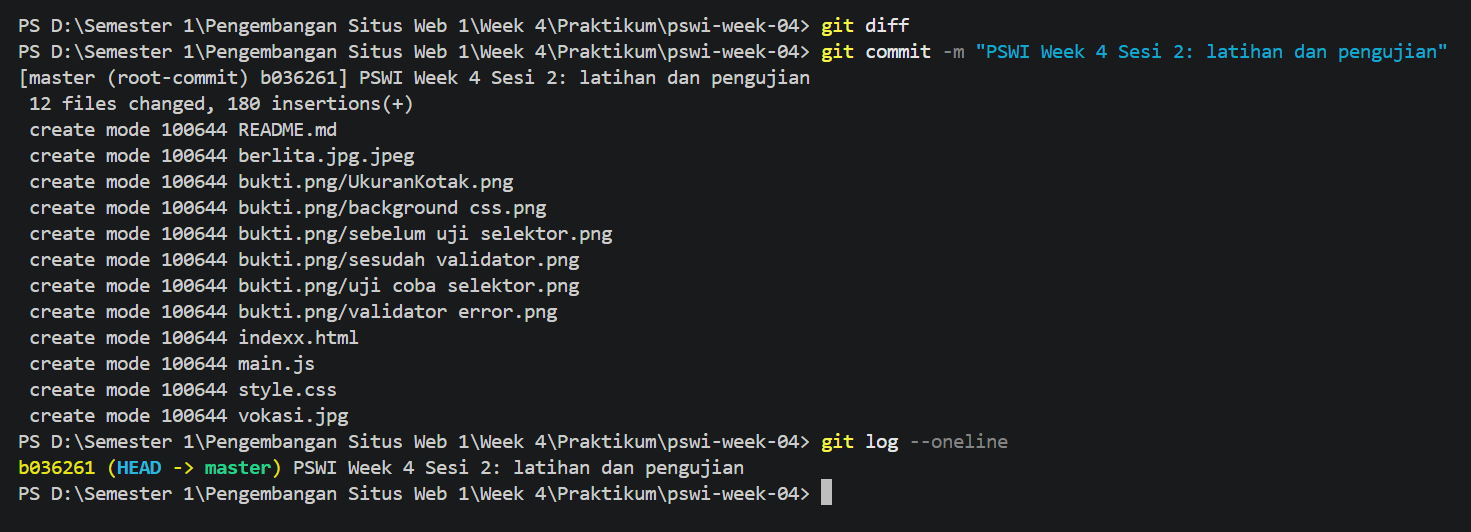 PS D:\Semester 1\Pengembangan Situs Web 1\Week 4\Praktikum\pswi-week-04> git diff
PS D:\Semester 1\Pengembangan Situs Web 1\Week 4\Praktikum\pswi-week-04> git commit -m "PSWI Week 4 Sesi 2: latihan dan pengujian"
[master (root-commit) b036261] PSWI Week 4 Sesi 2: latihan dan pengujian
 12 files changed, 180 insertions(+)
 create mode 100644 README.md
 create mode 100644 berlita.jpg.jpeg
 create mode 100644 bukti.png/UkuranKotak.png
 create mode 100644 bukti.png/background css.png
 create mode 100644 bukti.png/sebelum uji selektor.png
 create mode 100644 bukti.png/sesudah validator.png
 create mode 100644 bukti.png/uji coba selektor.png
 create mode 100644 bukti.png/validator error.png
 create mode 100644 indexx.html
 create mode 100644 main.js
 create mode 100644 style.css
 create mode 100644 vokasi.jpg
PS D:\Semester 1\Pengembangan Situs Web 1\Week 4\Praktikum\pswi-week-04> git log --oneline
b036261 (HEAD -> master) PSWI Week 4 Sesi 2: latihan dan pengujian
PS D:\Semester 1\Pengembangan Situs Web 1\Week 4\Praktikum\pswi-week-04>